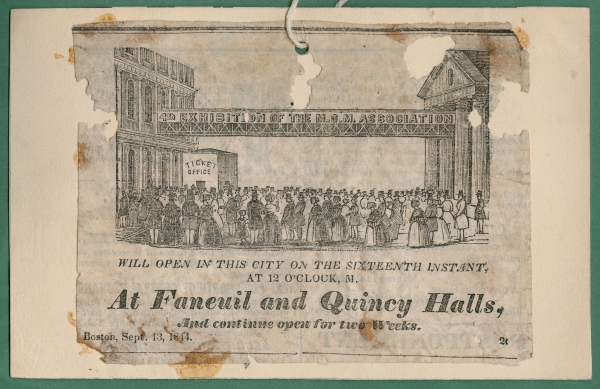 4th EXHIBITION OF THE M.C.M. ASSOCIATION
TICKET
OFFICE
WILL OPEN IN THIS CITY ON THE SIXTEENTH INSTANT,
AT 12 O'CLOCK, M.
At Faneuil and Quincy Halls,
And continue open for two Weeks.
Boston, Sept. 13, 1844. 2t